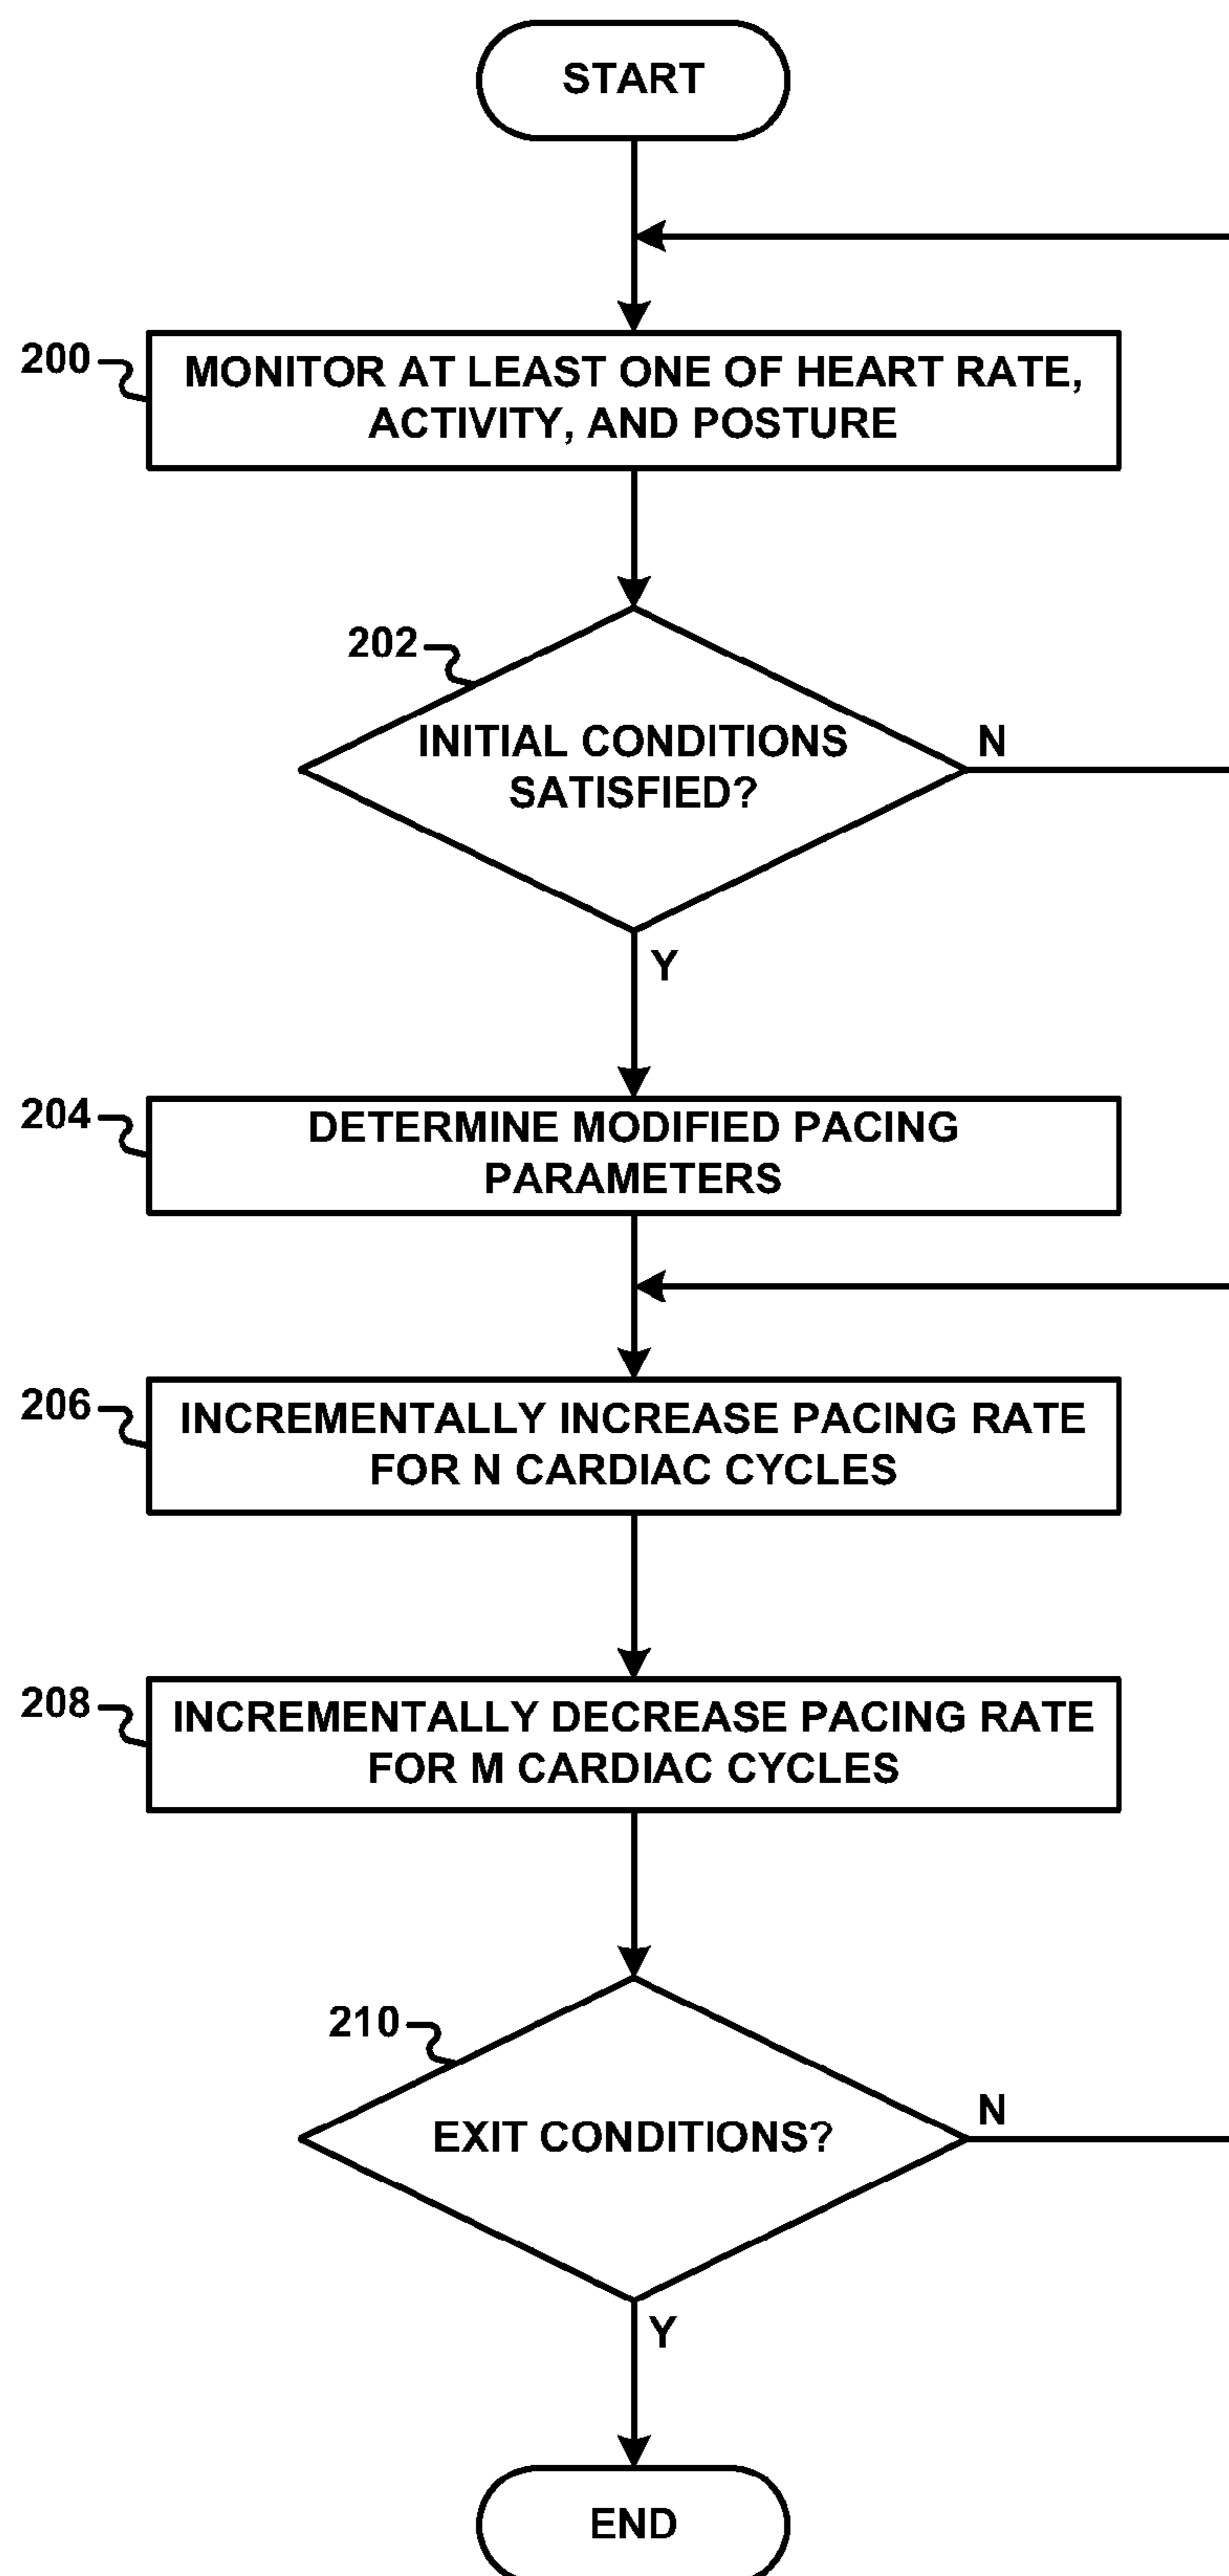 START
200
MONITOR AT LEAST ONE OF HEART RATE,
ACTIVITY, AND POSTURE
202
INITIAL CONDITIONS
SATISFIED?
N
Y
204
DETERMINE MODIFIED PACING
PARAMETERS
206
INCREMENTALLY INCREASE PACING RATE
FOR N CARDIAC CYCLES
208
INCREMENTALLY DECREASE PACING RATE
FOR M CARDIAC CYCLES
210
EXIT CONDITIONS?
N
Y
END